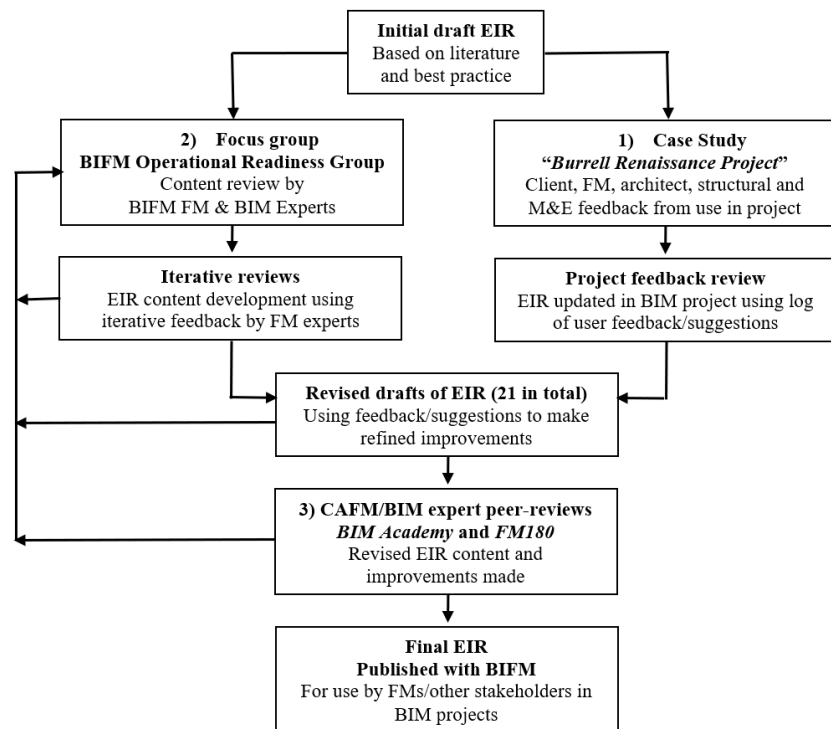 Initial draft EIR
Based on literature
and best practice
2) Focus group
BIFM Operational Readiness Group
Content review by
BIFM FM & BIM Experts
1) Case Study
“Burrell Renaissance Project”
Client, FM, architect, structural and
M&E feedback from use in project
Iterative reviews
EIR content development using
iterative feedback by FM experts
Project feedback review
EIR updated in BIM project using log
of user feedback/suggestions
Revised drafts of EIR (21 in total)
Using feedback/suggestions to make
refined improvements
3) CAFM/BIM expert peer-reviews
BIM Academy and FM180
Revised EIR content and
improvements made
Final EIR
Published with BIFM
For use by FMs/other stakeholders in
BIM projects